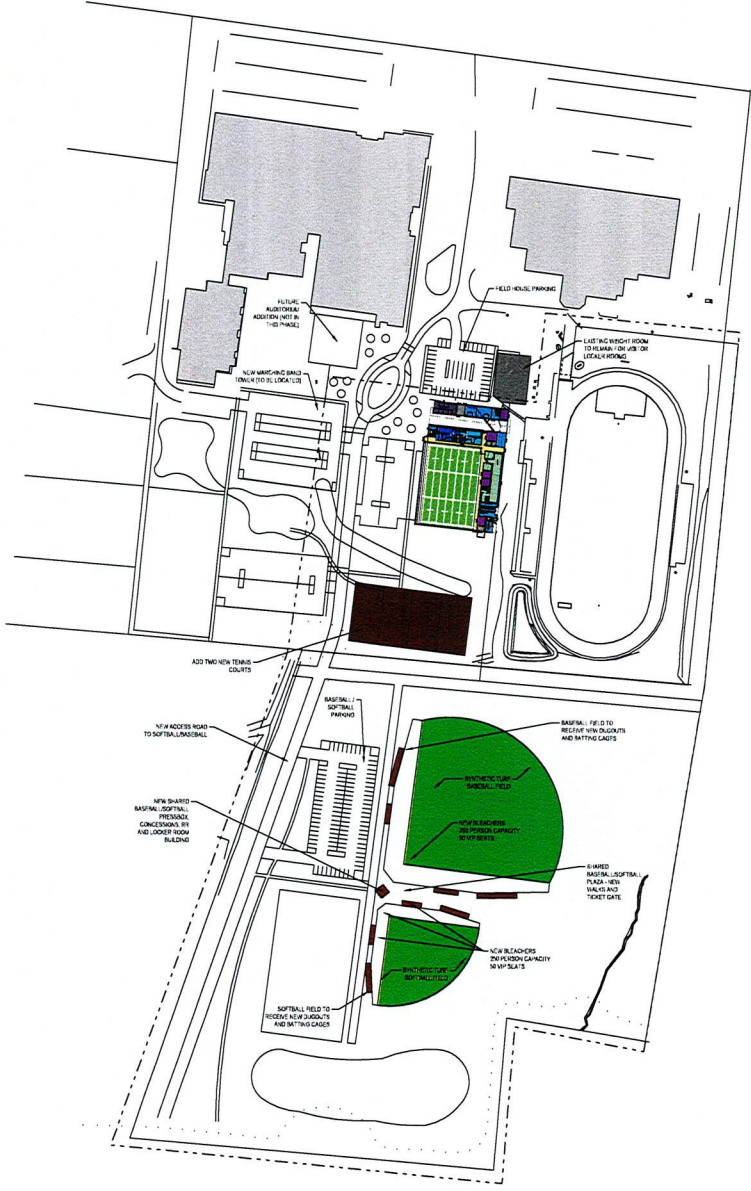 FIELD HOUSE PARKING
FUTURE
AUDITORIUM
ADDITION (NOT IN
THIS PHASE)
EXISTING WEIGHT ROOM
TO REMAIN FOR VISITOR
LOCKER ROOMS
NEW MARCHING BAND
TOWER (TO BE LOCATED)
ADD TWO NEW TENNIS
COURTS
BASEBALL /
SOFTBALL
PARKING
NEW ACCESS ROAD
TO SOFTBALL/BASEBALL
BASEBALL FIELD TO
RECEIVE NEW DUGOUTS
AND BATTING CAGES
SYNTHETIC TURF
BASEBALL FIELD
NEW SHARED
BASEBALL/SOFTBALL
PRESSBOX,
CONCESSIONS, RR
AND LOCKER ROOM
BUILDING
NEW BLEACHERS
250 PERSON CAPACITY
50 VIP SEATS
SHARED
BASEBALL/SOFTBALL
PLAZA - NEW
WALKS AND
TICKET GATE
NEW BLEACHERS
250 PERSON CAPACITY
50 VIP SEATS
SYNTHETIC TURF
SOFTBALL FIELD
SOFTBALL FIELD TO
RECEIVE NEW DUGOUTS
AND BATTING CAGES